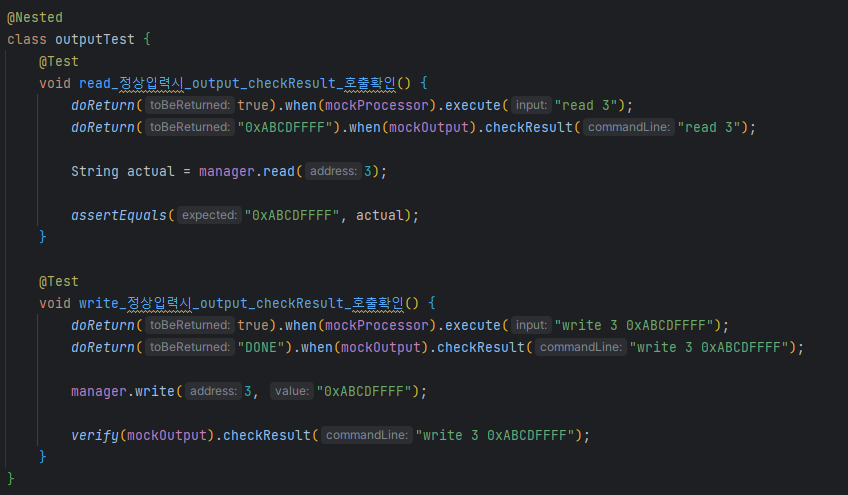 @Nested
class outputTest {
@Test
void read_정상입력시_output_checkResult_호출확인() {
doReturn( toBeReturned: true).when(mockProcessor).execute( input: "read 3");
doReturn( toBeReturned: "0xABCDFFFF").when(mockOutput).checkResult( commandLine: "read 3");
String actual = manager.read( address: 3);
assertEquals( expected: "0xABCDFFFF", actual);
}
@Test
void write_정상입력시_output_checkResult_호출확인() {
doReturn( toBeReturned: true).when(mockProcessor).execute( input: "write 3 0xABCDFFFF");
doReturn( toBeReturned: "DONE").when(mockOutput).checkResult( commandLine: "write 3 0xABCDFFFF");
manager.write( address: 3, value: "0xABCDFFFF");
verify(mockOutput).checkResult( commandLine: "write 3 0xABCDFFFF");
}
}